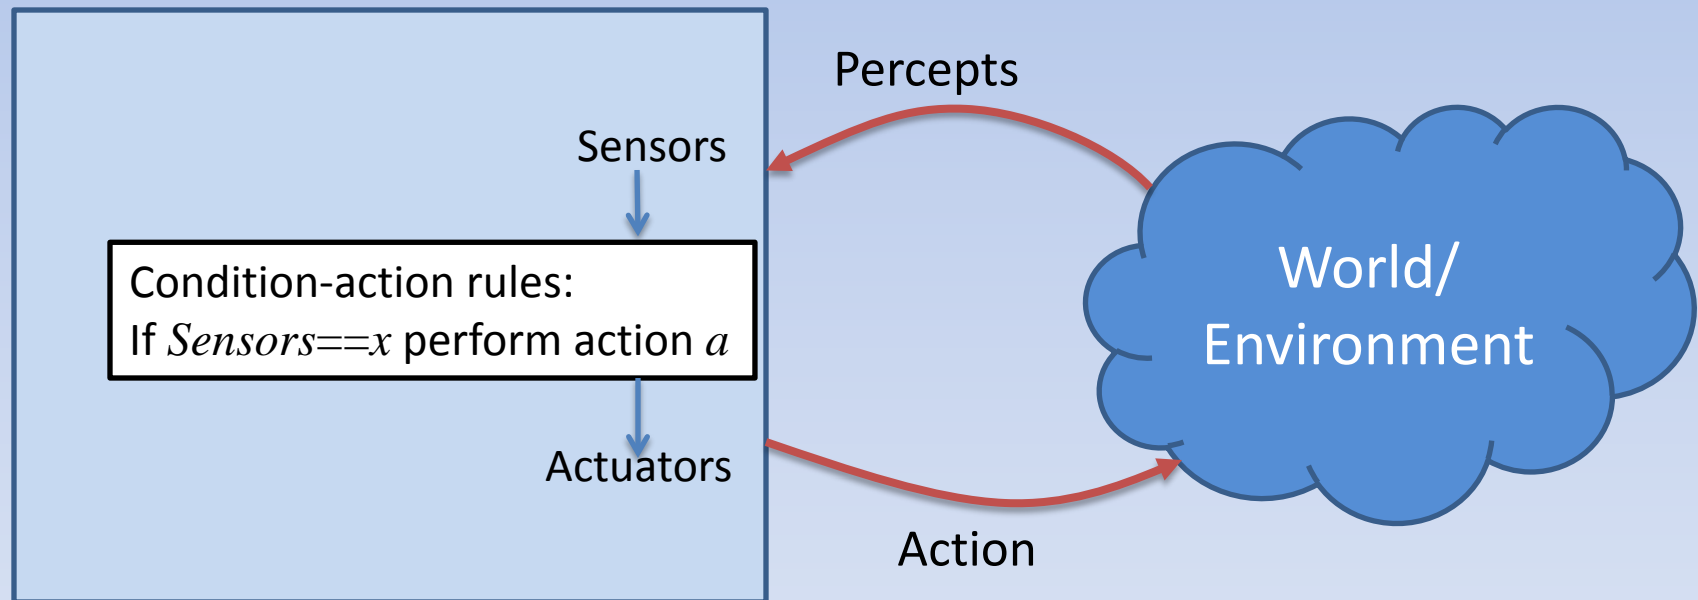 Percepts
Sensors
Condition-action rules:
If Sensors==x perform action a
World/
Environment
Actuators
Action